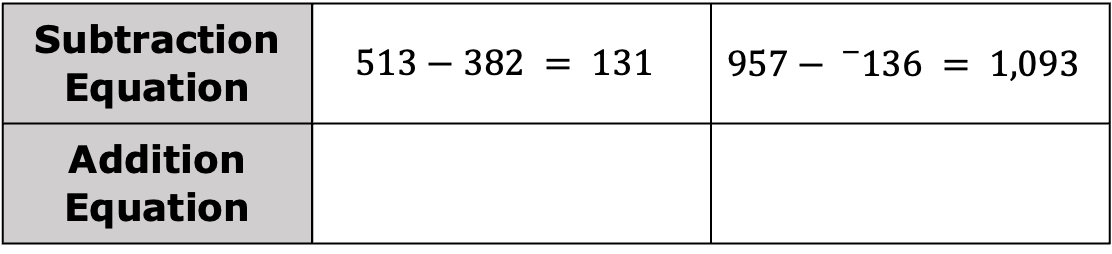 Subtraction
Equation
513 – 382 = 131
957 – ⁻136 = 1,093
Addition
Equation